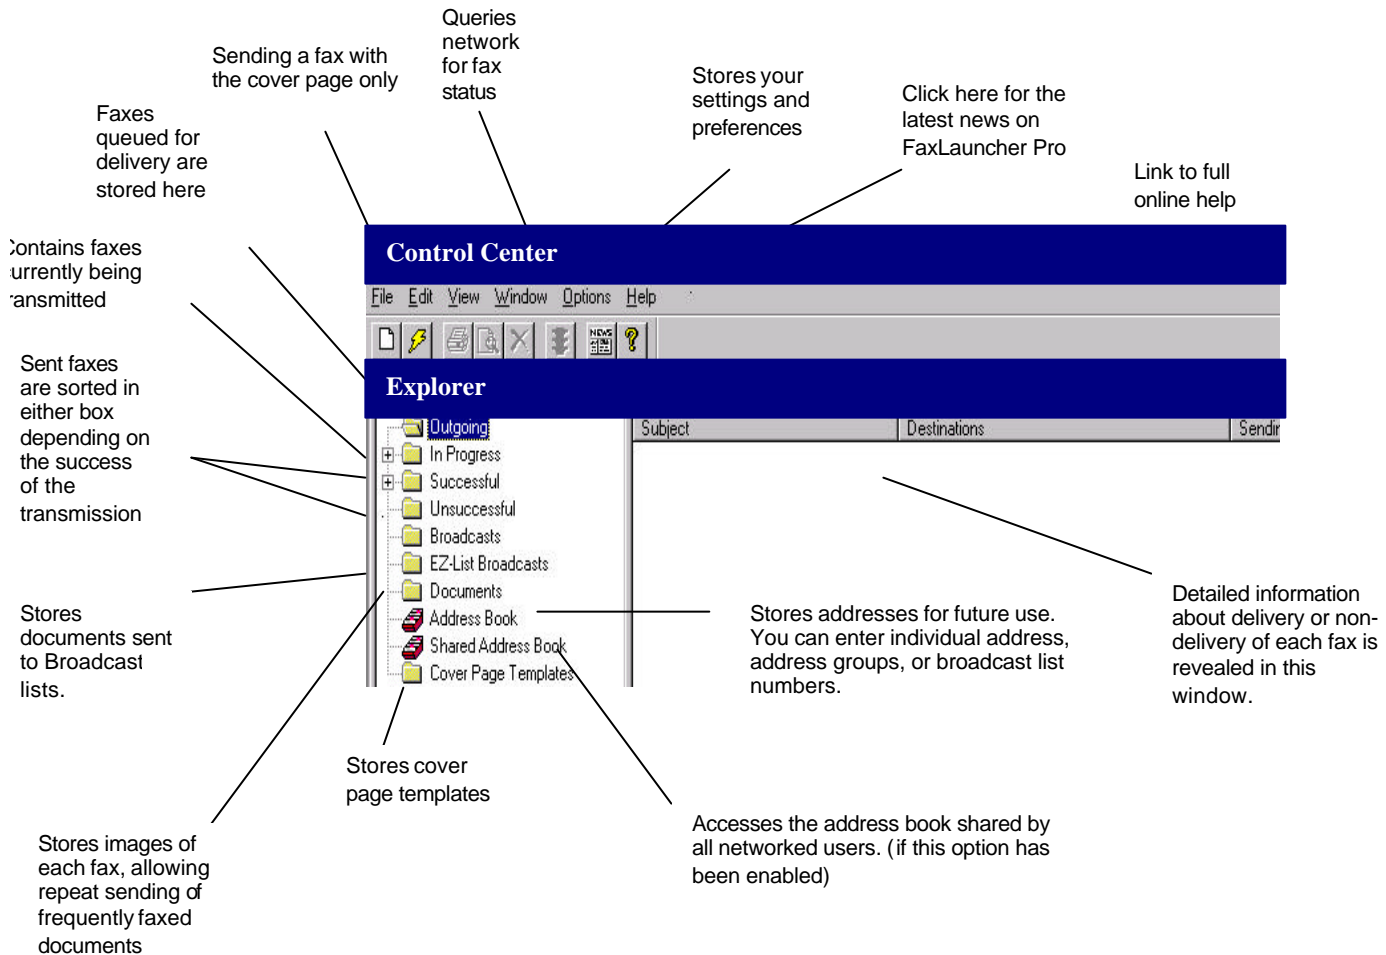 Queries
network
for fax
status
Sending a fax with
the cover page only
Stores your
settings and
preferences
Click here for the
latest news on
FaxLauncher Pro
Faxes
queued for
delivery are
stored here
Link to full
online help
Contains faxes
currently being
transmitted
Control Center
File Edit View Window Options Help
NEWS
Explorer
Sent faxes
are sorted in
either box
depending on
the success
of the
transmission
Outgoing
In Progress
Successful
Unsuccessful
Broadcasts
EZ-List Broadcasts
Documents
Address Book
Shared Address Book
Cover Page Templates
Subject Destinations Sendin
Stores
documents sent
to Broadcast
lists.
Stores addresses for future use.
You can enter individual address,
address groups, or broadcast list
numbers.
Detailed information
about delivery or non-
delivery of each fax is
revealed in this
window.
Stores cover
page templates
Accesses the address book shared by
all networked users. (if this option has
been enabled)
Stores images of
each fax, allowing
repeat sending of
frequently faxed
documents